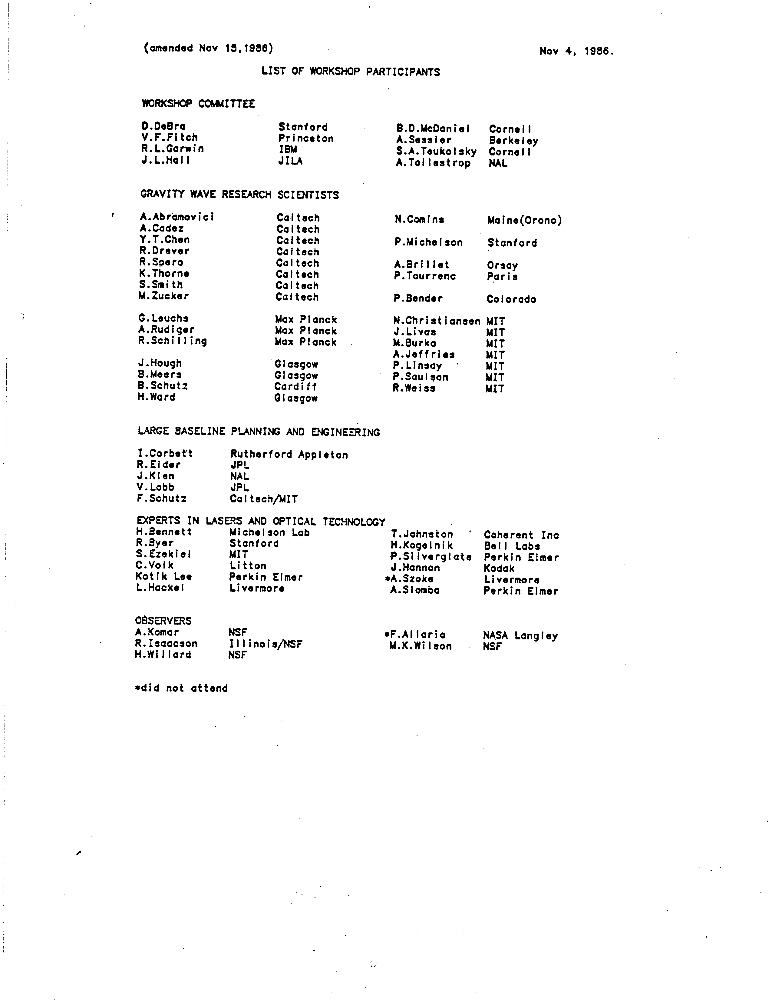 (amended Nov 15,1986)    Nov 4, 1986.
LIST OF WORKSHOP PARTICIPANTS
WORKSHOP COMMITTEE
D.DeBra    Stanford    B.D.McDaniel    Cornell
V.F.Fitch    Princeton    A.Sessler    Berkeley
R.L.Garwin    IBM    S.A.Teukolsky    Cornell
J.L.Hall    JILA    A.Tollestrop    NAL
GRAVITY WAVE RESEARCH SCIENTISTS
A.Abramovici    Caltech    N.Comins    Maine(Orono)
A.Cadez    Caltech
Y.T.Chen    Caltech    P.Michelson    Stanford
R.Drever    Caltech
R.Spero    Caltech    A.Brillet    Orsay
K.Thorne    Caltech    P.Tourrenc    Paris
S.Smith    Caltech
M.Zucker    Caltech    P.Bender    Colorado
G.Leuchs    Max Planck    N.Christiansen    MIT
A.Rudiger    Max Planck    J.Livas    MIT
R.Schilling    Max Planck    M.Burka    MIT
A.Jeffries    MIT
J.Hough    Glasgow    P.Linsay    MIT
B.Meers    Glasgow    P.Saulson    MIT
B.Schutz    Cardiff    R.Weiss    MIT
H.Ward    Glasgow
LARGE BASELINE PLANNING AND ENGINEERING
I.Corbett    Rutherford Appleton
R.Elder    JPL
J.Klen    NAL
V.Lobb    JPL
F.Schutz    Caltech/MIT
EXPERTS IN LASERS AND OPTICAL TECHNOLOGY
H.Bennett    Michelson Lab    T.Johnston    Coherent Inc
R.Byer    Stanford    H.Kogelnik    Bell Labs
S.Ezekiel    MIT    P.Silverglate    Perkin Elmer
C.Volk    Litton    J.Hannon    Kodak
Kotik Lee    Perkin Elmer    *A.Szoke    Livermore
L.Hackel    Livermore    A.Slomba    Perkin Elmer
OBSERVERS
A.Komar    NSF    *F.Allario    NASA Langley
R.Isaacson    Illinois/NSF    M.K.Wilson    NSF
H.Willard    NSF
*did not attend